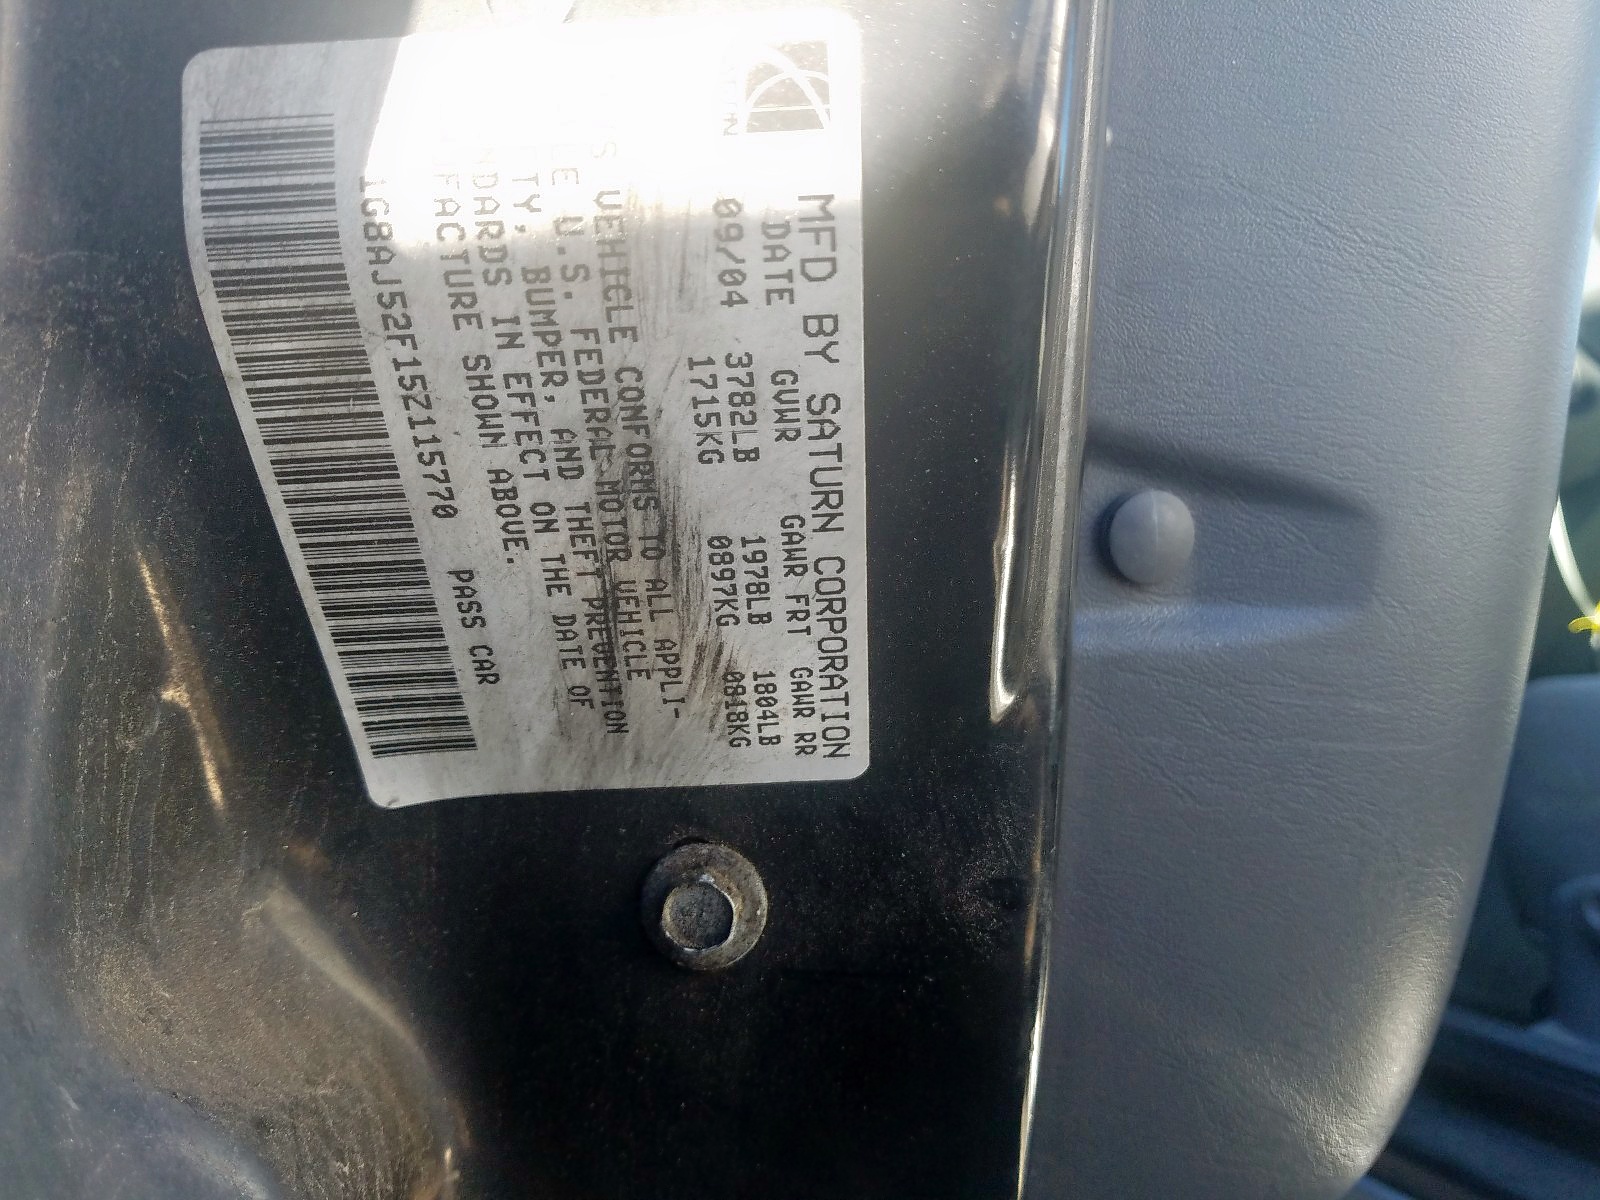 MFD BY SATURN CORPORATION
DATE GVWR GAWR FRT GAWR RR
09/04 3782LB 1978LB 1804LB
1715KG 0897KG 0818KG
VEHICLE CONFORMS TO ALL APPLI-
U.S. FEDERAL MOTOR VEHICLE
BUMPER, AND THEFT PREVENTION
IN EFFECT ON THE DATE OF
SHOWN ABOVE.
1G8AJ52F15Z115770 PASS CAR